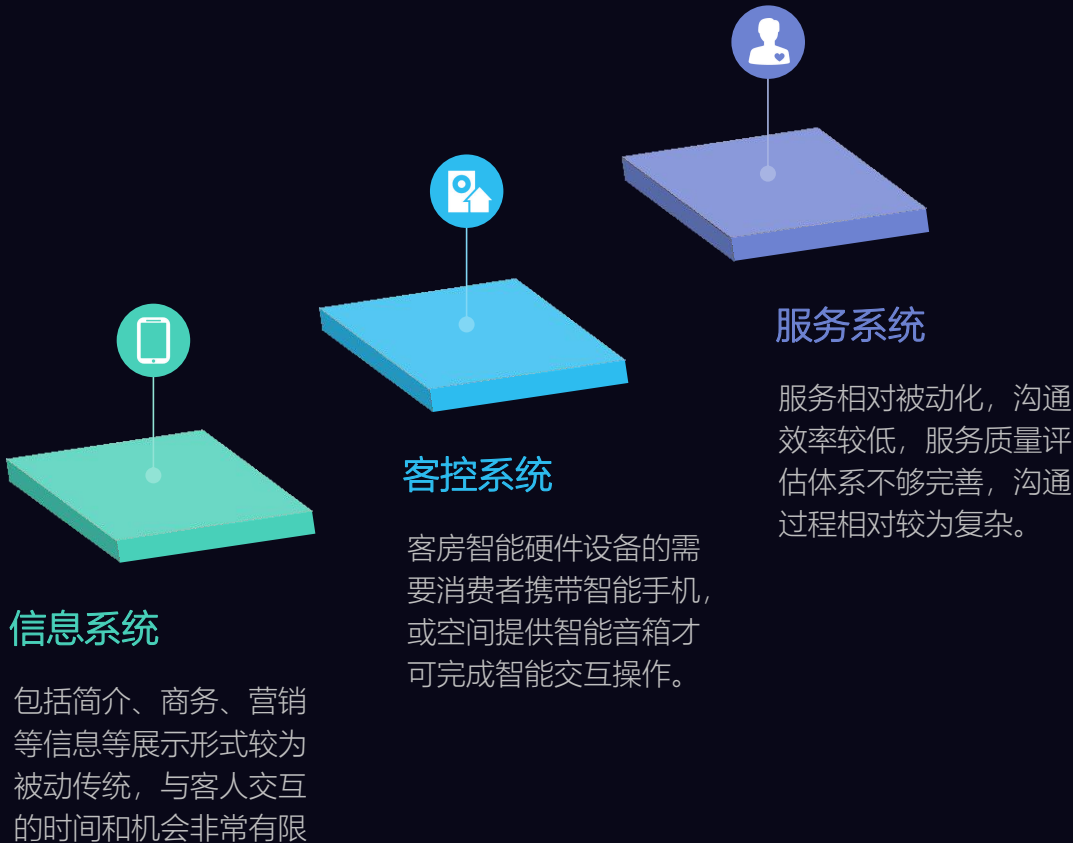 信息系统
包括简介、商务、营销
等信息等展示形式较为
被动传统，与客人交互
的时间和机会非常有限
客控系统
客房智能硬件设备的需
要消费者携带智能手机，
或空间提供智能音箱才
可完成智能交互操作。
服务系统
服务相对被动化，沟通
效率较低，服务质量评
估体系不够完善，沟通
过程相对较为复杂。